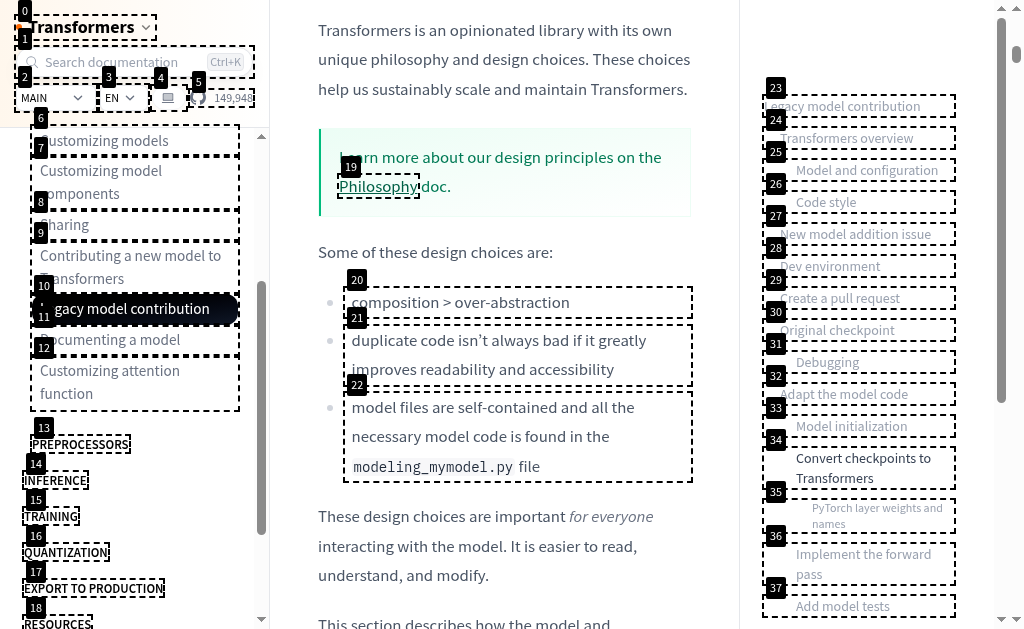 0
Transformers
1
Search documentation Ctrl+K
2 3 4 5
MAIN EN 149,948
6
Customizing models
7
Customizing model
components
8
Sharing
9
Contributing a new model to
Transformers
10
Legacy model contribution
11
Documenting a model
12
Customizing attention
function
13
PREPROCESSORS
14
INFERENCE
15
TRAINING
16
QUANTIZATION
17
EXPORT TO PRODUCTION
18
RESOURCES
Transformers is an opinionated library with its own
unique philosophy and design choices. These choices
help us sustainably scale and maintain Transformers.
Learn more about our design principles on the
19
Philosophy doc.
Some of these design choices are:
20
composition > over-abstraction
21
duplicate code isn’t always bad if it greatly
improves readability and accessibility
22
model files are self-contained and all the
necessary model code is found in the
modeling_mymodel.py file
These design choices are important for everyone
interacting with the model. It is easier to read,
understand, and modify.
This section describes how the model and
23
Legacy model contribution
24
Transformers overview
25
Model and configuration
26
Code style
27
New model addition issue
28
Dev environment
29
Create a pull request
30
Original checkpoint
31
Debugging
32
Adapt the model code
33
Model initialization
34
Convert checkpoints to
Transformers
35
PyTorch layer weights and
names
36
Implement the forward
pass
37
Add model tests